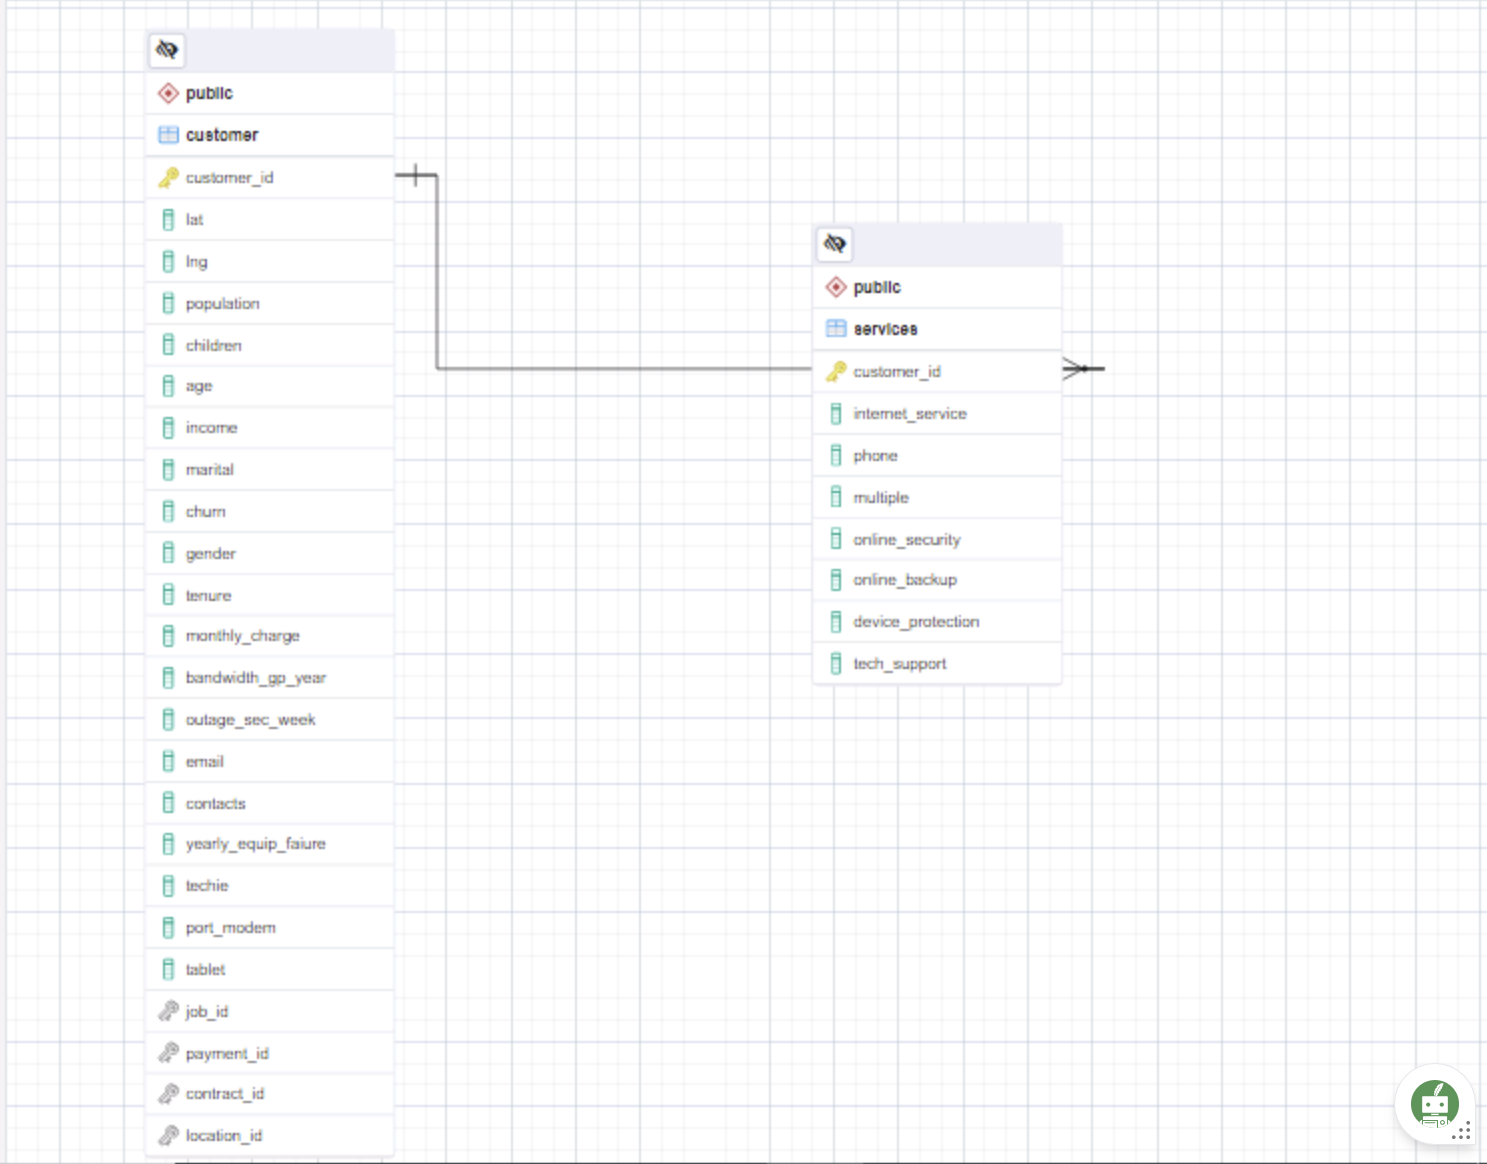 public
customer
customer_id
lat
lng
population
children
age
income
marital
churn
gender
tenure
monthly_charge
bandwidth_gp_year
outage_sec_week
email
contacts
yearly_equip_faiure
techie
port_modem
tablet
job_id
payment_id
contract_id
location_id
public
services
customer_id
internet_service
phone
multiple
online_security
online_backup
device_protection
tech_support